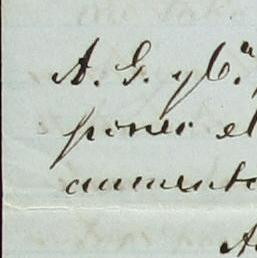 A. G. y C.ª
poner el
aumento
A